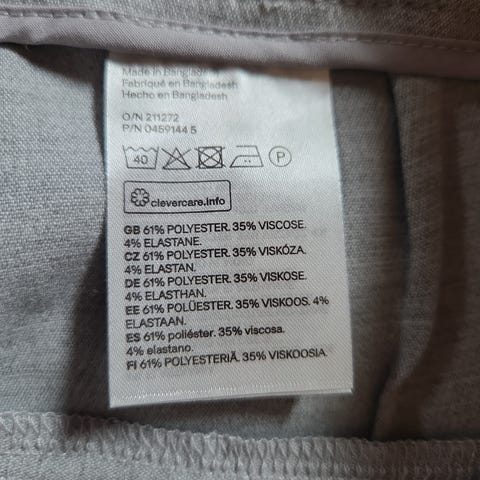 Made in Bangladesh
Fabriqué en Bangladesh
Hecho en Bangladesh
O/N 211272
P/N 0459144 5
40
P
clevercare.info
GB 61% POLYESTER. 35% VISCOSE.
4% ELASTANE.
CZ 61% POLYESTER. 35% VISKÓZA.
4% ELASTAN.
DE 61% POLYESTER. 35% VISKOSE.
4% ELASTHAN.
EE 61% POLÜESTER. 35% VISKOOS. 4%
ELASTAAN.
ES 61% poliéster. 35% viscosa.
4% elastano.
FI 61% POLYESTERIÄ. 35% VISKOOSIA.